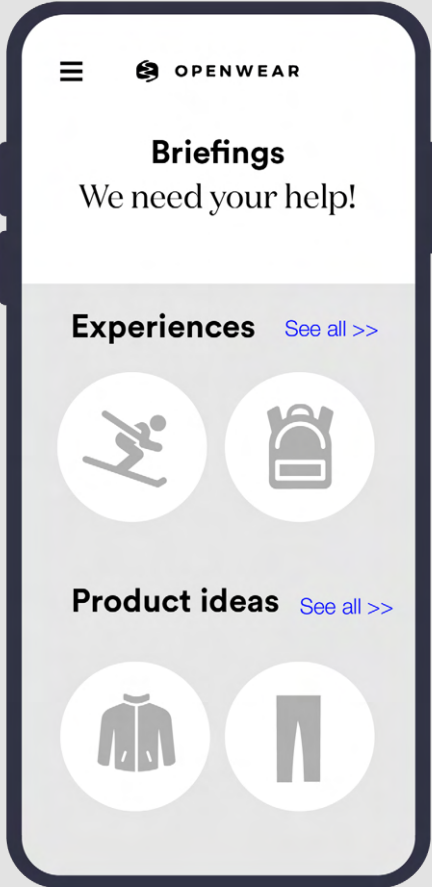 OPENWEAR
Briefings
We need your help!
Experiences See all >>
Product ideas See all >>